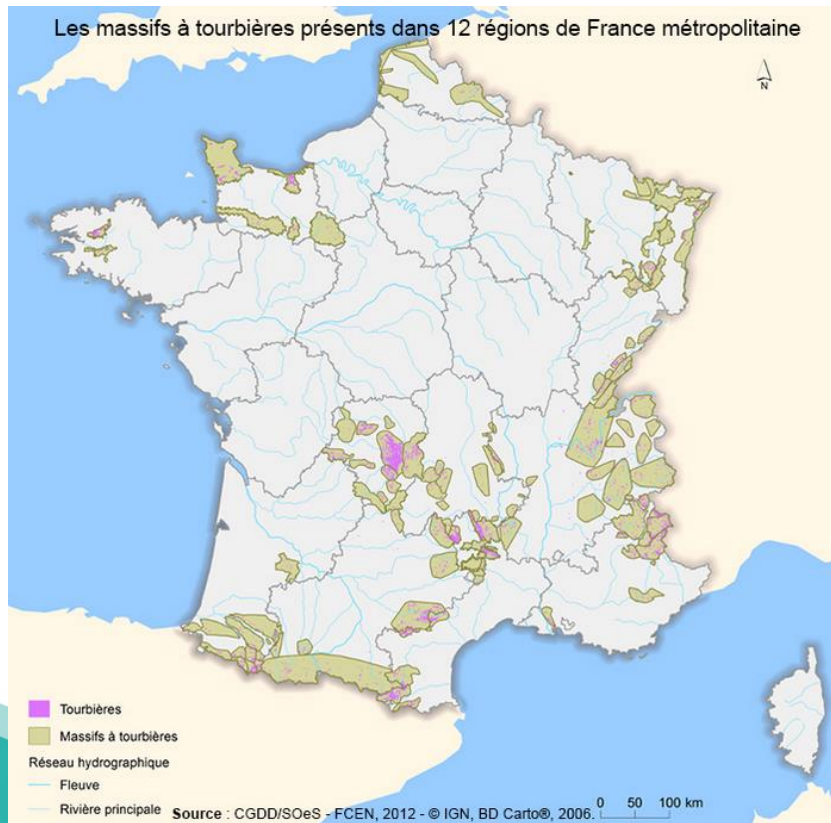 Les massifs à tourbières présents dans 12 régions de France métropolitaine
N
Tourbières
Massifs à tourbières
Réseau hydrographique
Fleuve
Rivière principale
Source : CGDD/SOeS - FCEN, 2012 - © IGN, BD Carto®, 2006.
0 50 100 km